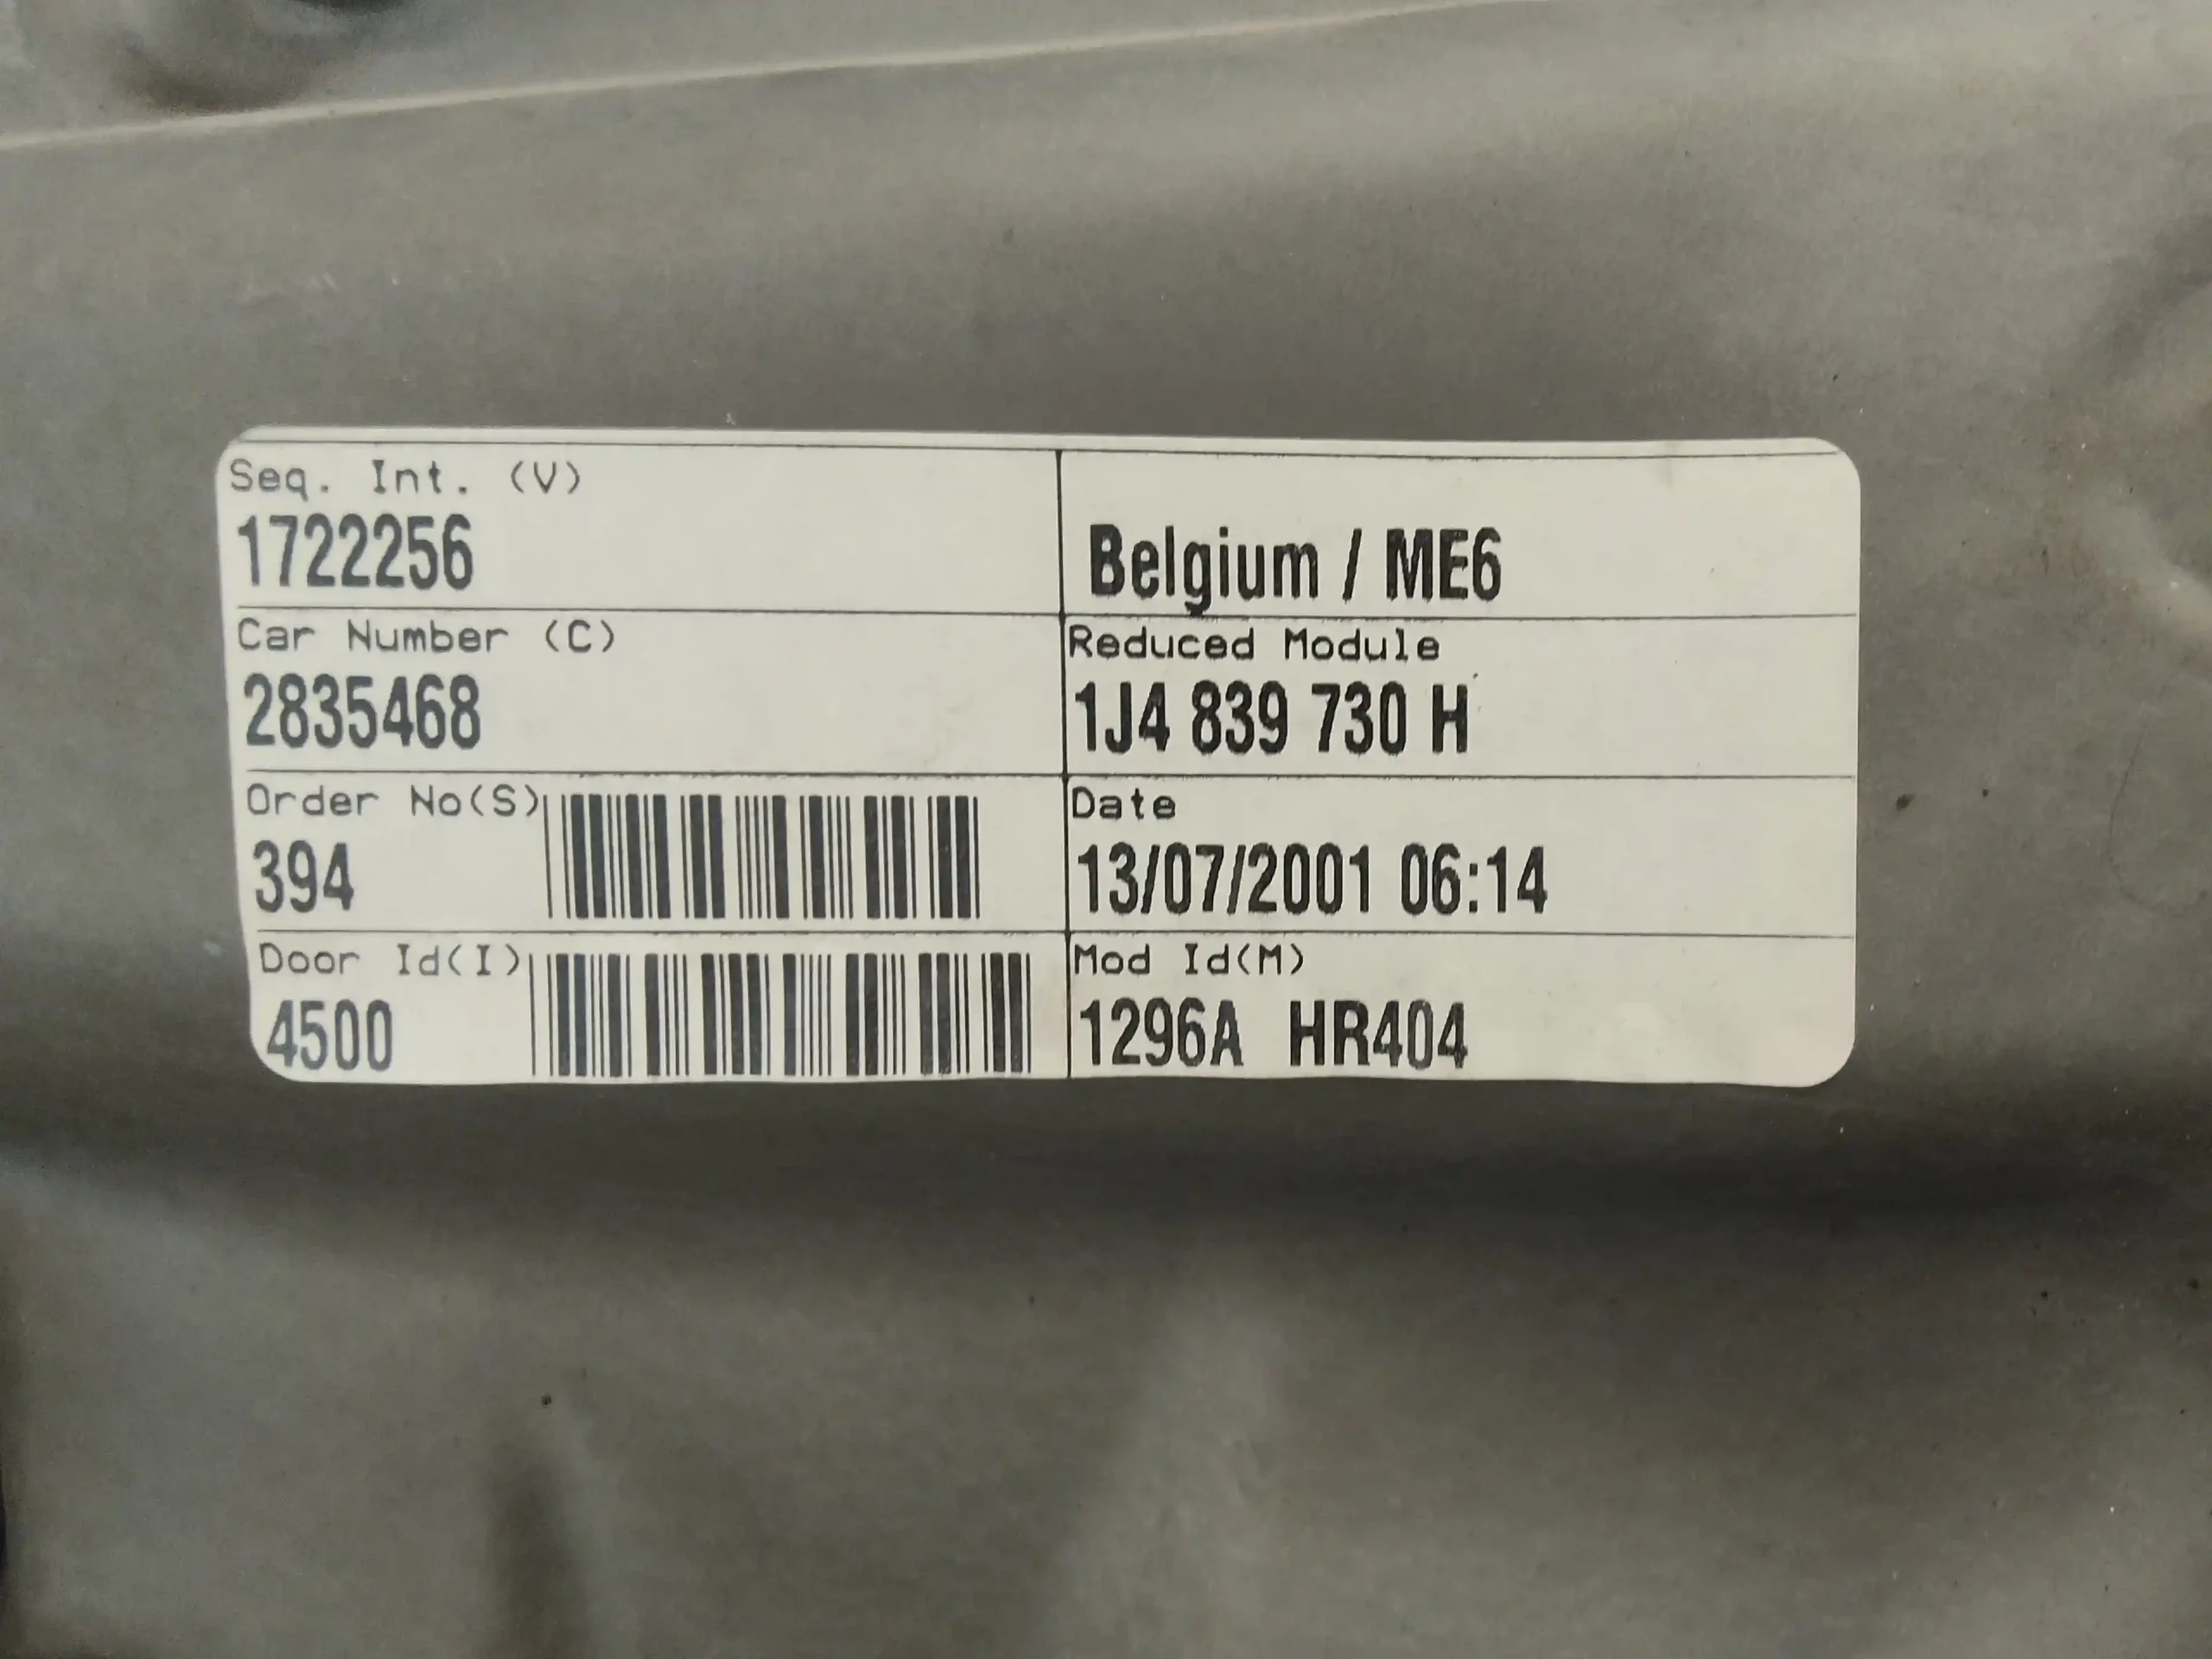 Seq. Int. (V)
1722256
Belgium / ME6
Car Number (C)
2835468
Reduced Module
1J4 839 730 H
Order No(S)
394
Date
13/07/2001 06:14
Door Id(I)
4500
Mod Id(M)
1296A HR404